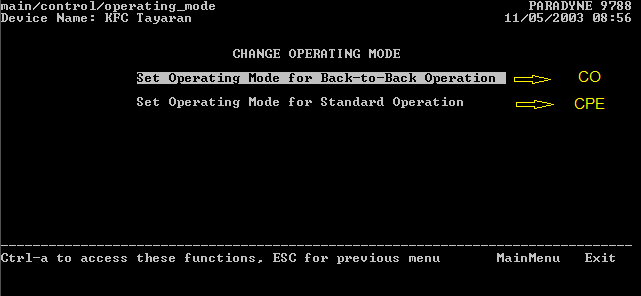 main/control/operating_mode PARADYNE 9788
Device Name: KFC Tayaran 11/05/2003 08:56
CHANGE OPERATING MODE
Set Operating Mode for Back-to-Back Operation CO
Set Operating Mode for Standard Operation CPE
Ctrl-a to access these functions, ESC for previous menu MainMenu Exit